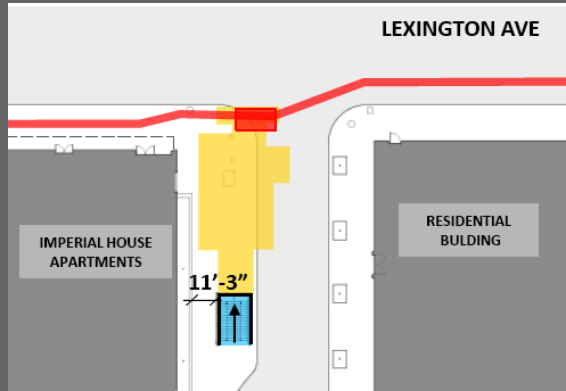 LEXINGTON AVE
IMPERIAL HOUSE
APARTMENTS
RESIDENTIAL
BULDING
11'-3"